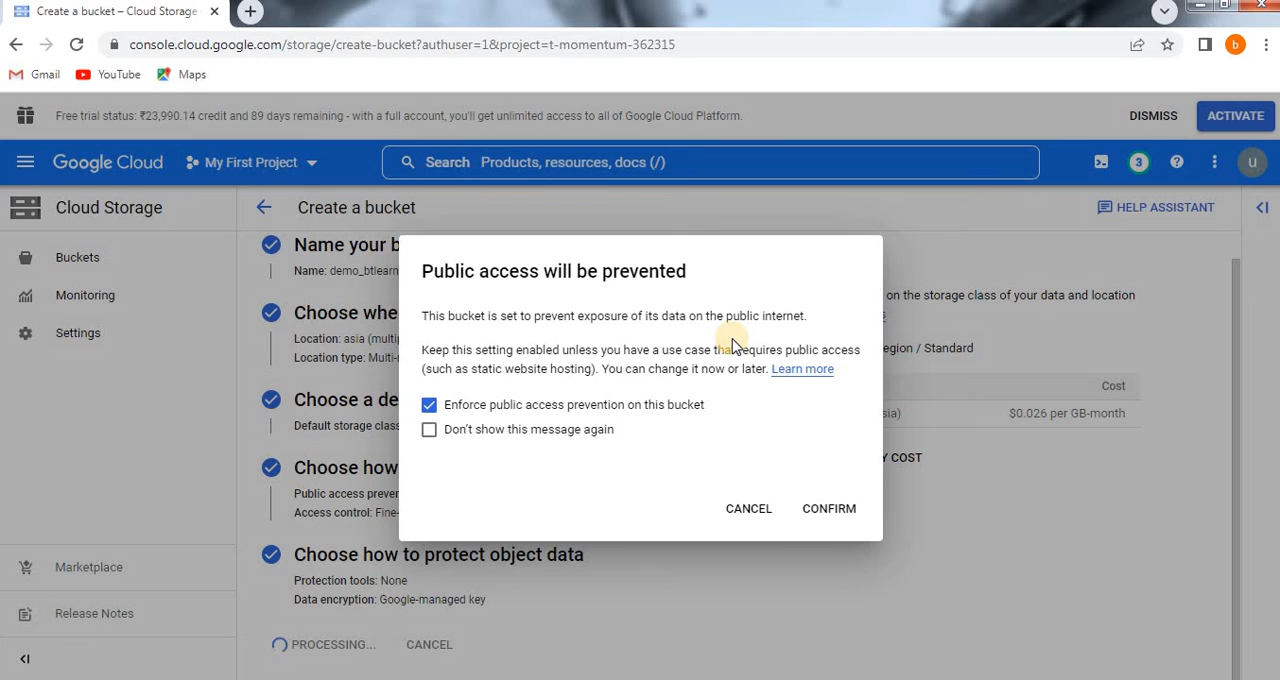 Create a bucket – Cloud Storage
console.cloud.google.com/storage/create-bucket?authuser=1&project=t-momentum-362315
b
Gmail YouTube Maps
Free trial status: ₹23,990.14 credit and 89 days remaining - with a full account, you'll get unlimited access to all of Google Cloud Platform.
DISMISS
ACTIVATE
Google Cloud
My First Project
Search Products, resources, docs (/)
3
u
Cloud Storage
Create a bucket
HELP ASSISTANT
Buckets
Monitoring
Settings
Marketplace
Release Notes
Name your b
Name: demo_btlearn
Choose whe
Location: asia (multi
Location type: Multi-
Choose a de
Default storage class
Choose how
Public access preven
Access control: Fine-
Choose how to protect object data
Protection tools: None
Data encryption: Google-managed key
PROCESSING... CANCEL
on the storage class of your data and location
egion / Standard
Cost
sia) $0.026 per GB-month
Y COST
Public access will be prevented
This bucket is set to prevent exposure of its data on the public internet.
Keep this setting enabled unless you have a use case that requires public access
(such as static website hosting). You can change it now or later. Learn more
Enforce public access prevention on this bucket
Don't show this message again
CANCEL CONFIRM